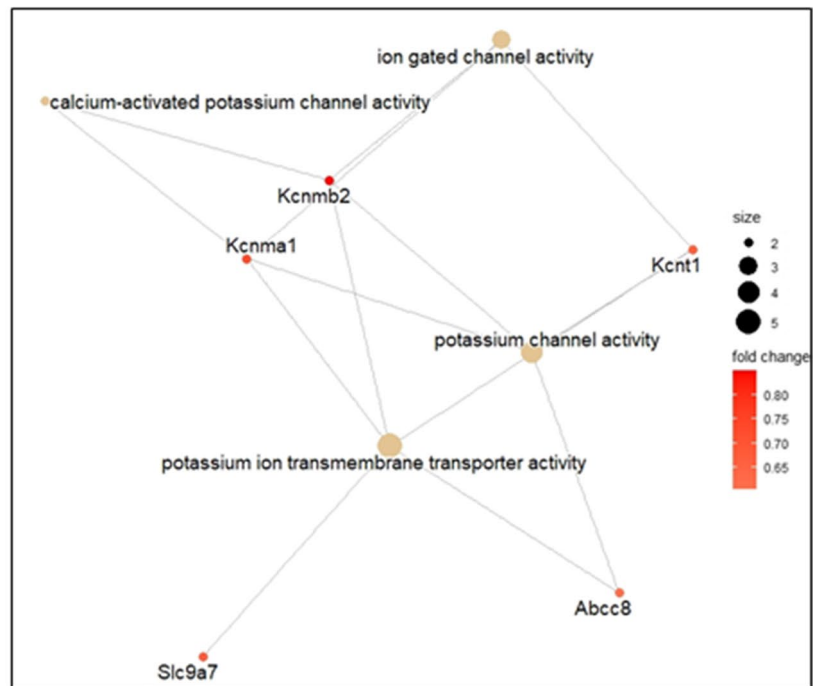 ion gated channel activity
calcium-activated potassium channel activity
Kcnmb2
Kcnma1
Kcnt1
size
2
3
4
5
potassium channel activity
fold change
0.80
0.75
0.70
0.65
potassium ion transmembrane transporter activity
Abcc8
Slc9a7